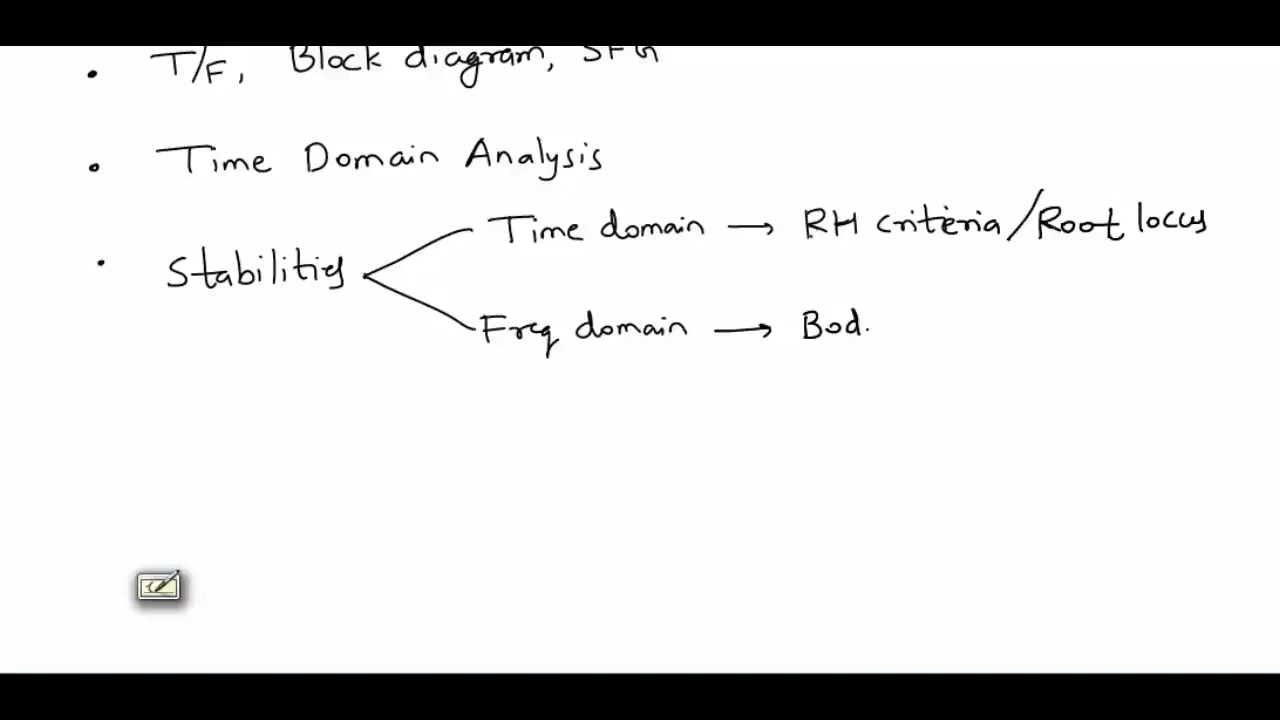 • T/F, Block diagram, SFG
• Time Domain Analysis
Time domain → RH criteria/Root locus
• Stabilities
Freq domain → Bod